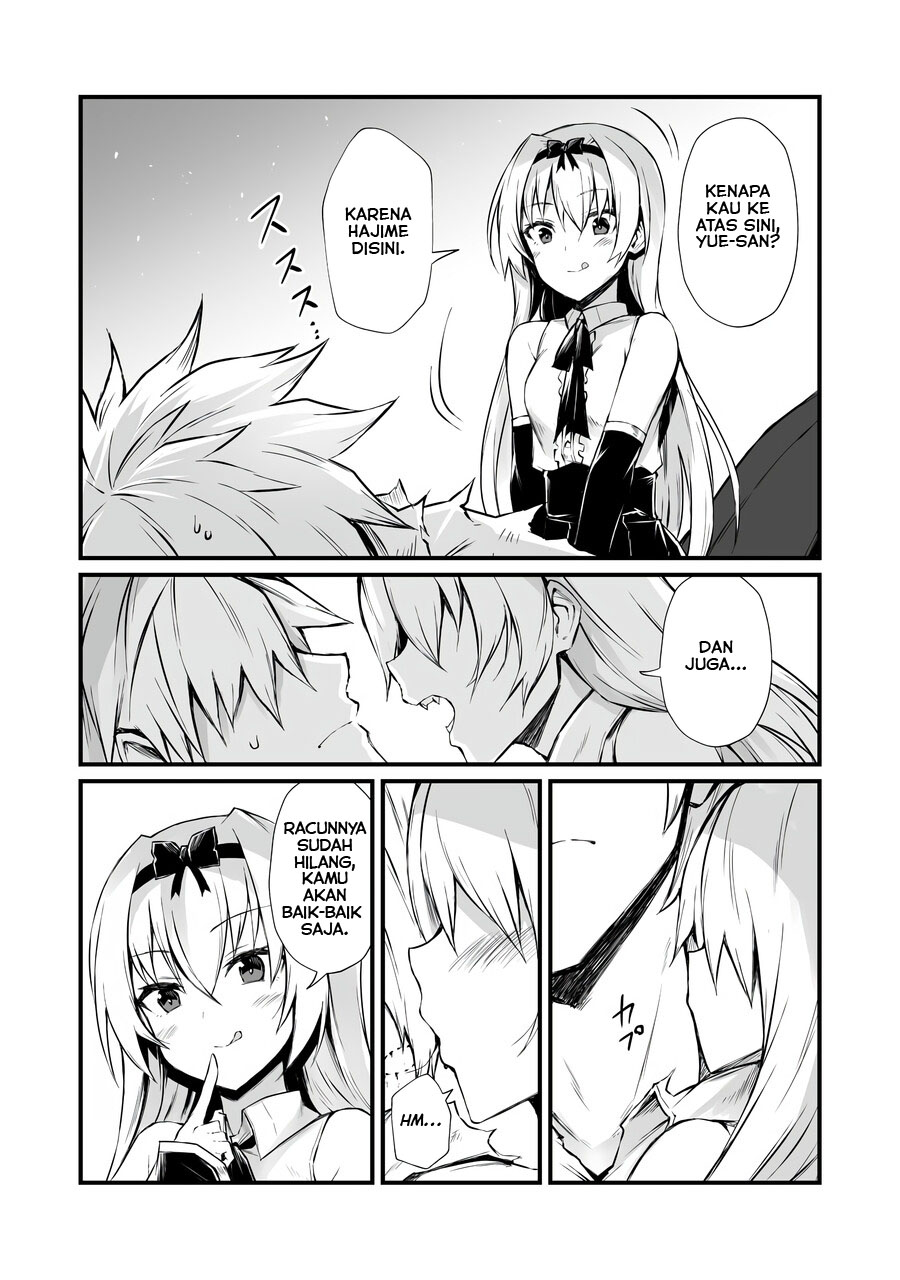 KENAPA
KAU KE
ATAS SINI,
YUE-SAN?
KARENA
HAJIME
DISINI.
ススス...
DAN
JUGA...
カプ
HM...
RACUNNYA
SUDAH
HILANG,
KAMU
AKAN
BAIK-BAIK
SAJA.